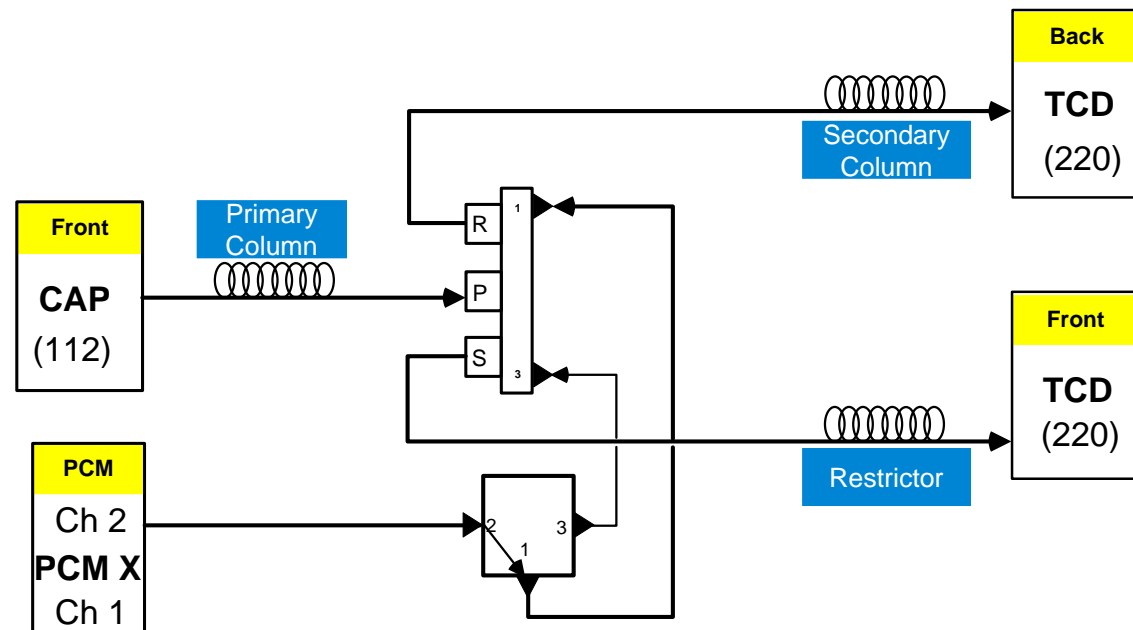 Back
TCD
(220)
Secondary
Column
Front
CAP
(112)
Primary
Column
R
P
S
1
3
Front
TCD
(220)
Restrictor
PCM
Ch 2
PCM X
Ch 1
2
1
3